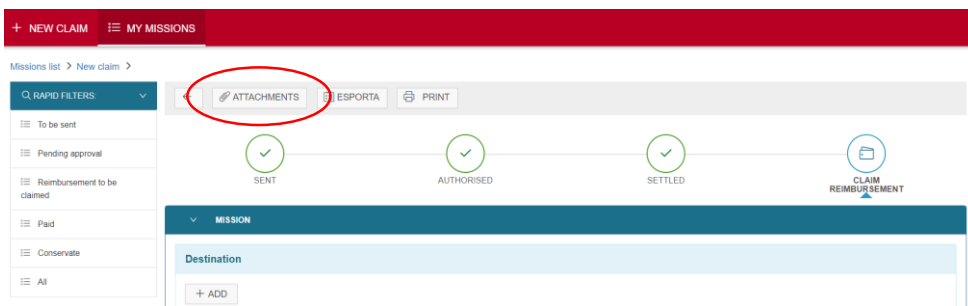 + NEW CLAIM MY MISSIONS
Missions list > New claim >
RAPID FILTERS:
To be sent
Pending approval
Reimbursement to be
claimed
Paid
Conservate
All
ATTACHMENTS ESPORTA PRINT
SENT AUTHORISED SETTLED CLAIM
REIMBURSEMENT
MISSION
Destination
+ ADD